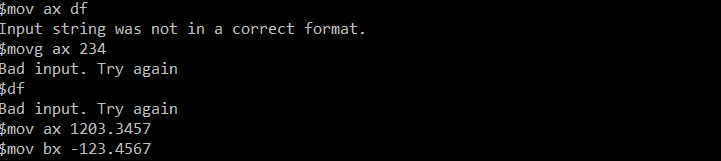 $mov ax df
Input string was not in a correct format.
$movg ax 234
Bad input. Try again
$df
Bad input. Try again
$mov ax 1203.3457
$mov bx -123.4567